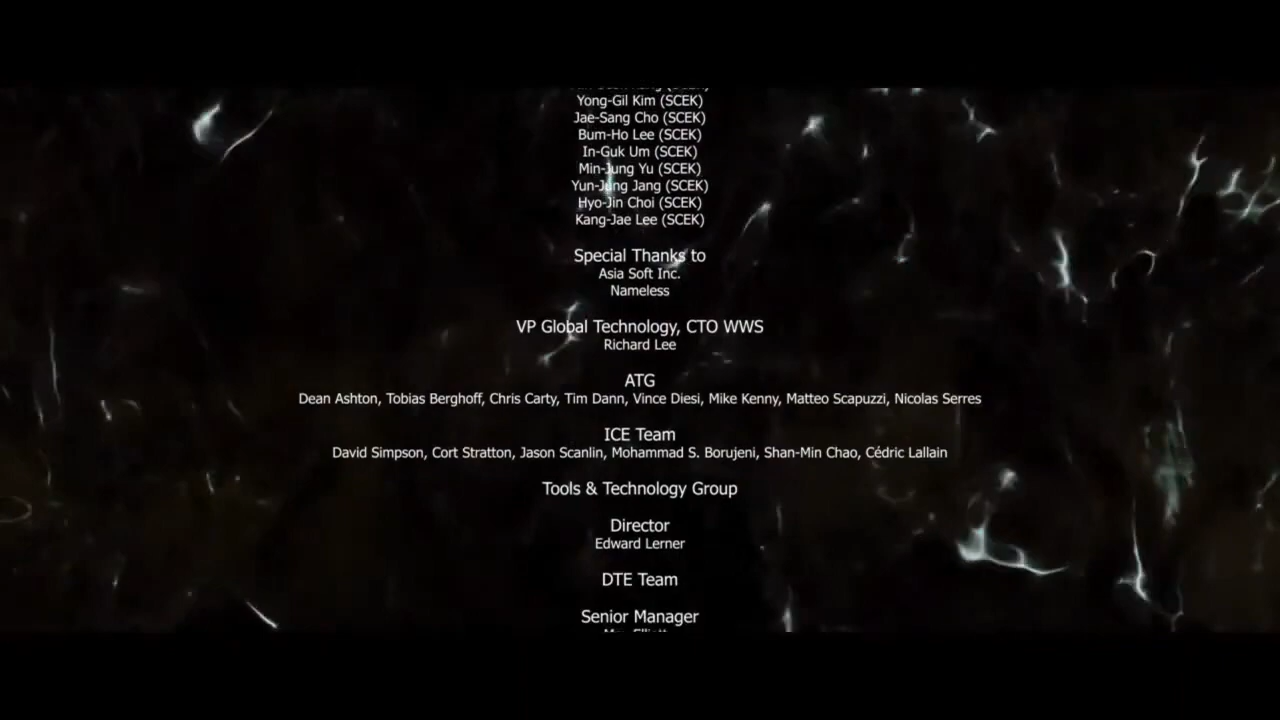 Yong-Gil Kim (SCEK)
Jae-Sang Cho (SCEK)
Bum-Ho Lee (SCEK)
In-Guk Um (SCEK)
Min-Jung Yu (SCEK)
Yun-Jung Jang (SCEK)
Hyo-Jin Choi (SCEK)
Kang-Jae Lee (SCEK)
Special Thanks to
Asia Soft Inc.
Nameless
VP Global Technology, CTO WWS
Richard Lee
ATG
Dean Ashton, Tobias Berghoff, Chris Carty, Tim Dann, Vince Diesi, Mike Kenny, Matteo Scapuzzi, Nicolas Serres
ICE Team
David Simpson, Cort Stratton, Jason Scanlin, Mohammad S. Borujeni, Shan-Min Chao, Cédric Lallain
Tools & Technology Group
Director
Edward Lerner
DTE Team
Senior Manager